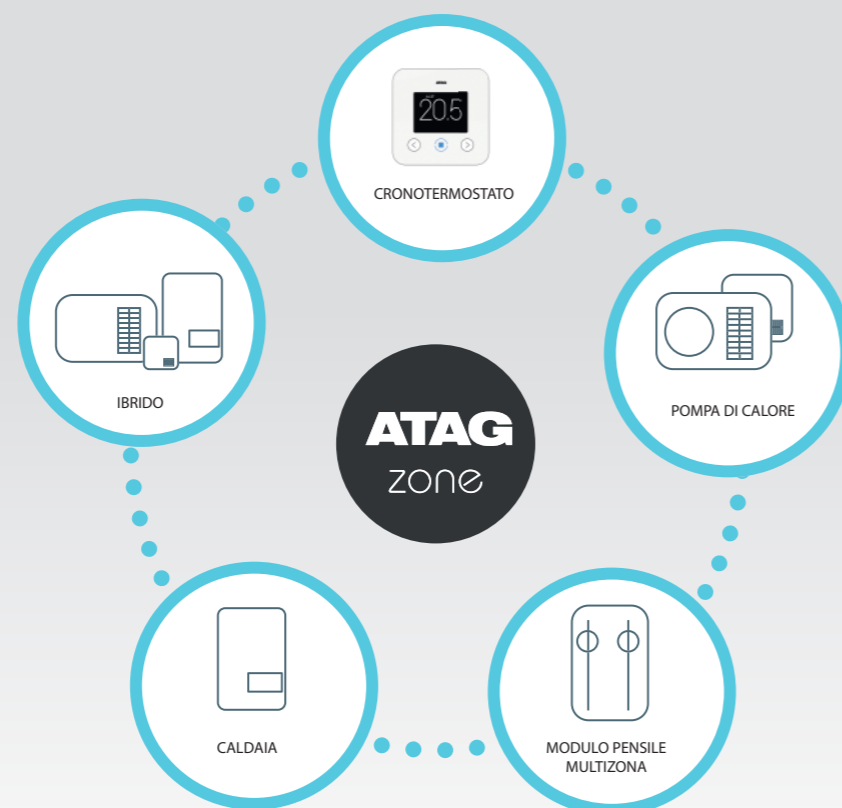 20.5
CRONOTERMOSTATO
IBRIDO
POMPA DI CALORE
ATAG
zone
CALDAIA
MODULO PENSILE
MULTIZONA